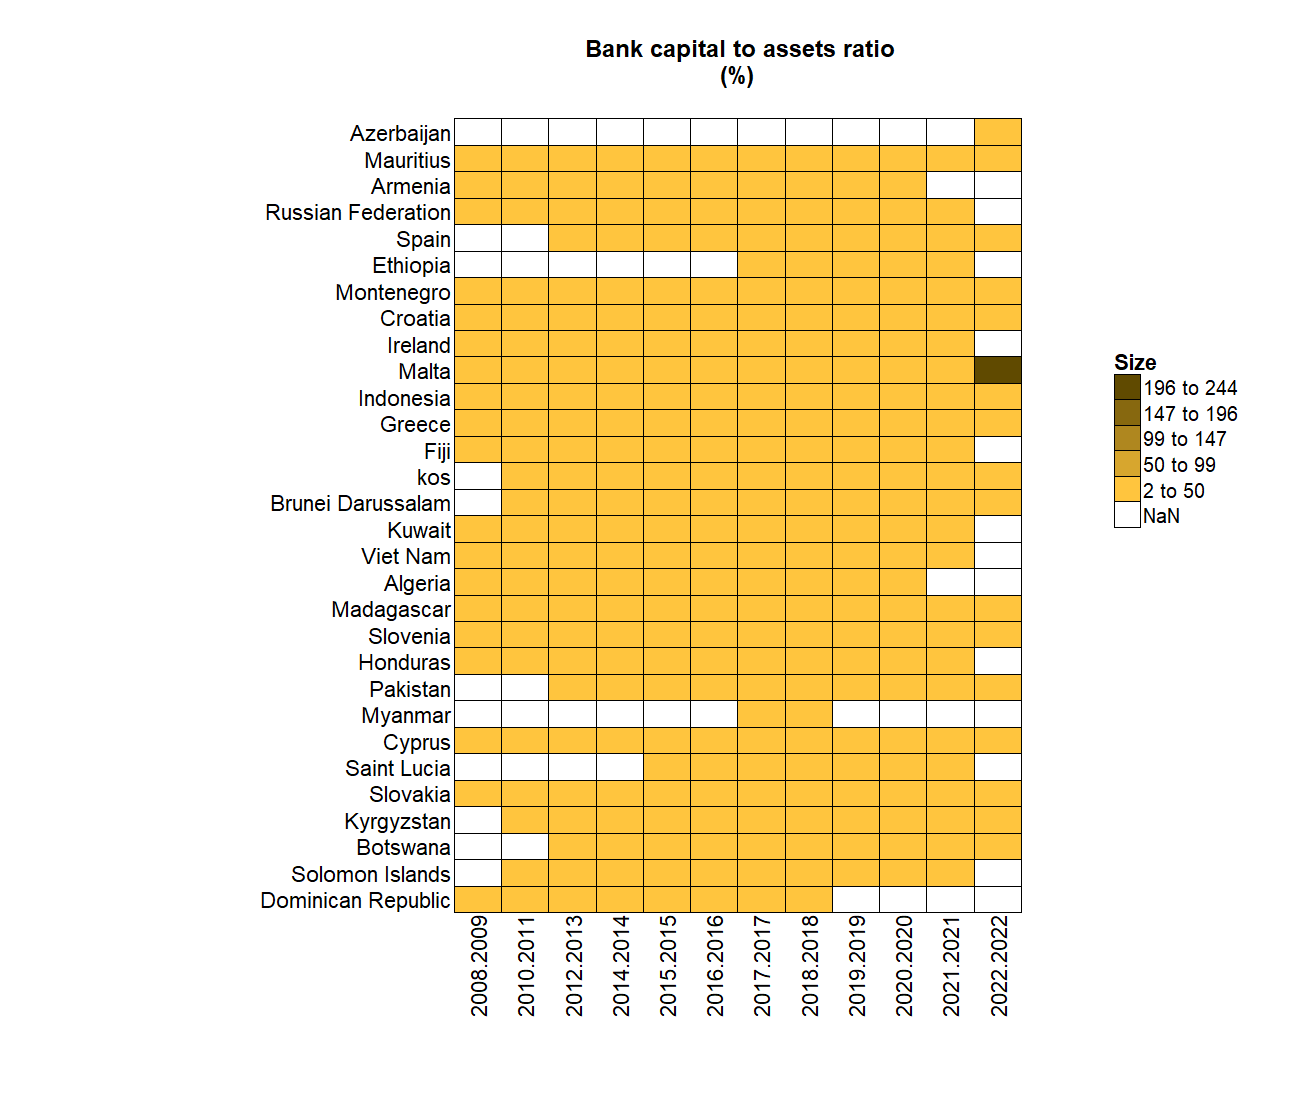 Bank capital to assets ratio
(%)
Azerbaijan
Mauritius
Armenia
Russian Federation
Spain
Ethiopia
Montenegro
Croatia
Ireland
Malta
Indonesia
Greece
Fiji
kos
Brunei Darussalam
Kuwait
Viet Nam
Algeria
Madagascar
Slovenia
Honduras
Pakistan
Myanmar
Cyprus
Saint Lucia
Slovakia
Kyrgyzstan
Botswana
Solomon Islands
Dominican Republic
2008.2009
2010.2011
2012.2013
2014.2014
2015.2015
2016.2016
2017.2017
2018.2018
2019.2019
2020.2020
2021.2021
2022.2022
Size
196 to 244
147 to 196
99 to 147
50 to 99
2 to 50
NaN